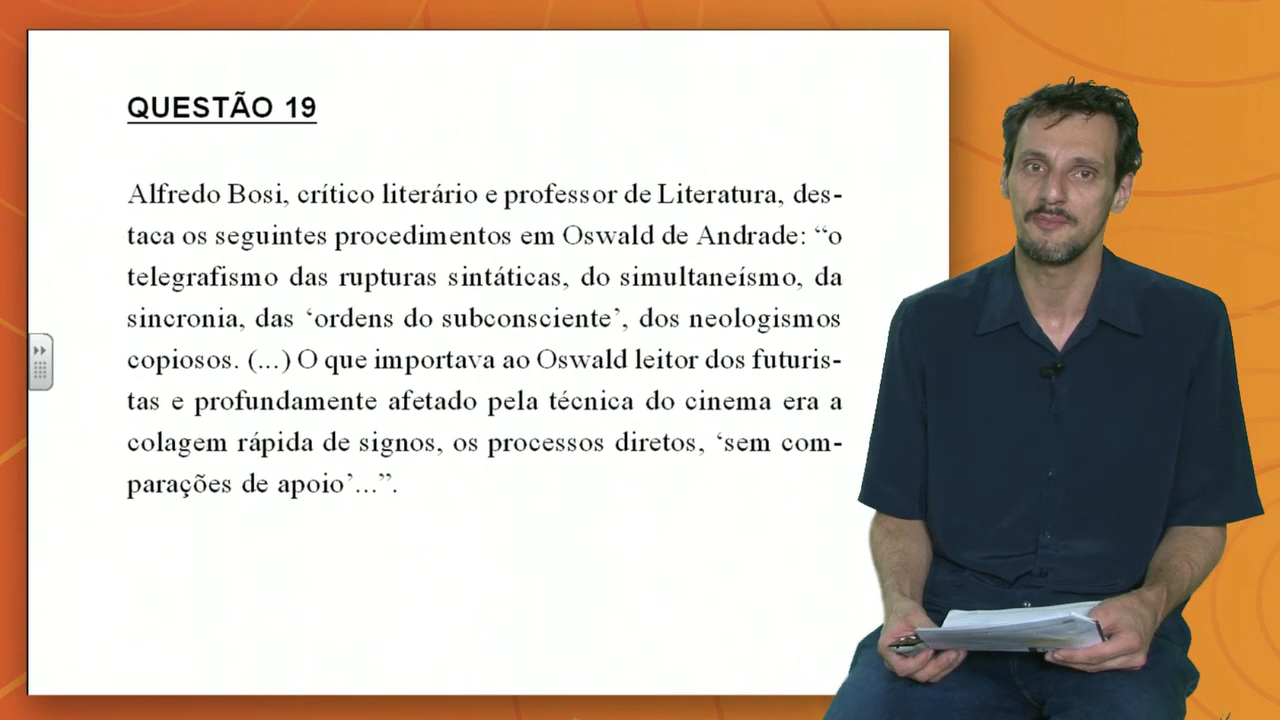 QUESTÃO 19
Alfredo Bosi, crítico literário e professor de Literatura, des-
taca os seguintes procedimentos em Oswald de Andrade: “o
telegrafismo das rupturas sintáticas, do simultaneísmo, da
sincronia, das ‘ordens do subconsciente’, dos neologismos
copiosos. (...) O que importava ao Oswald leitor dos futuris-
tas e profundamente afetado pela técnica do cinema era a
colagem rápida de signos, os processos diretos, ‘sem com-
parações de apoio’...”.